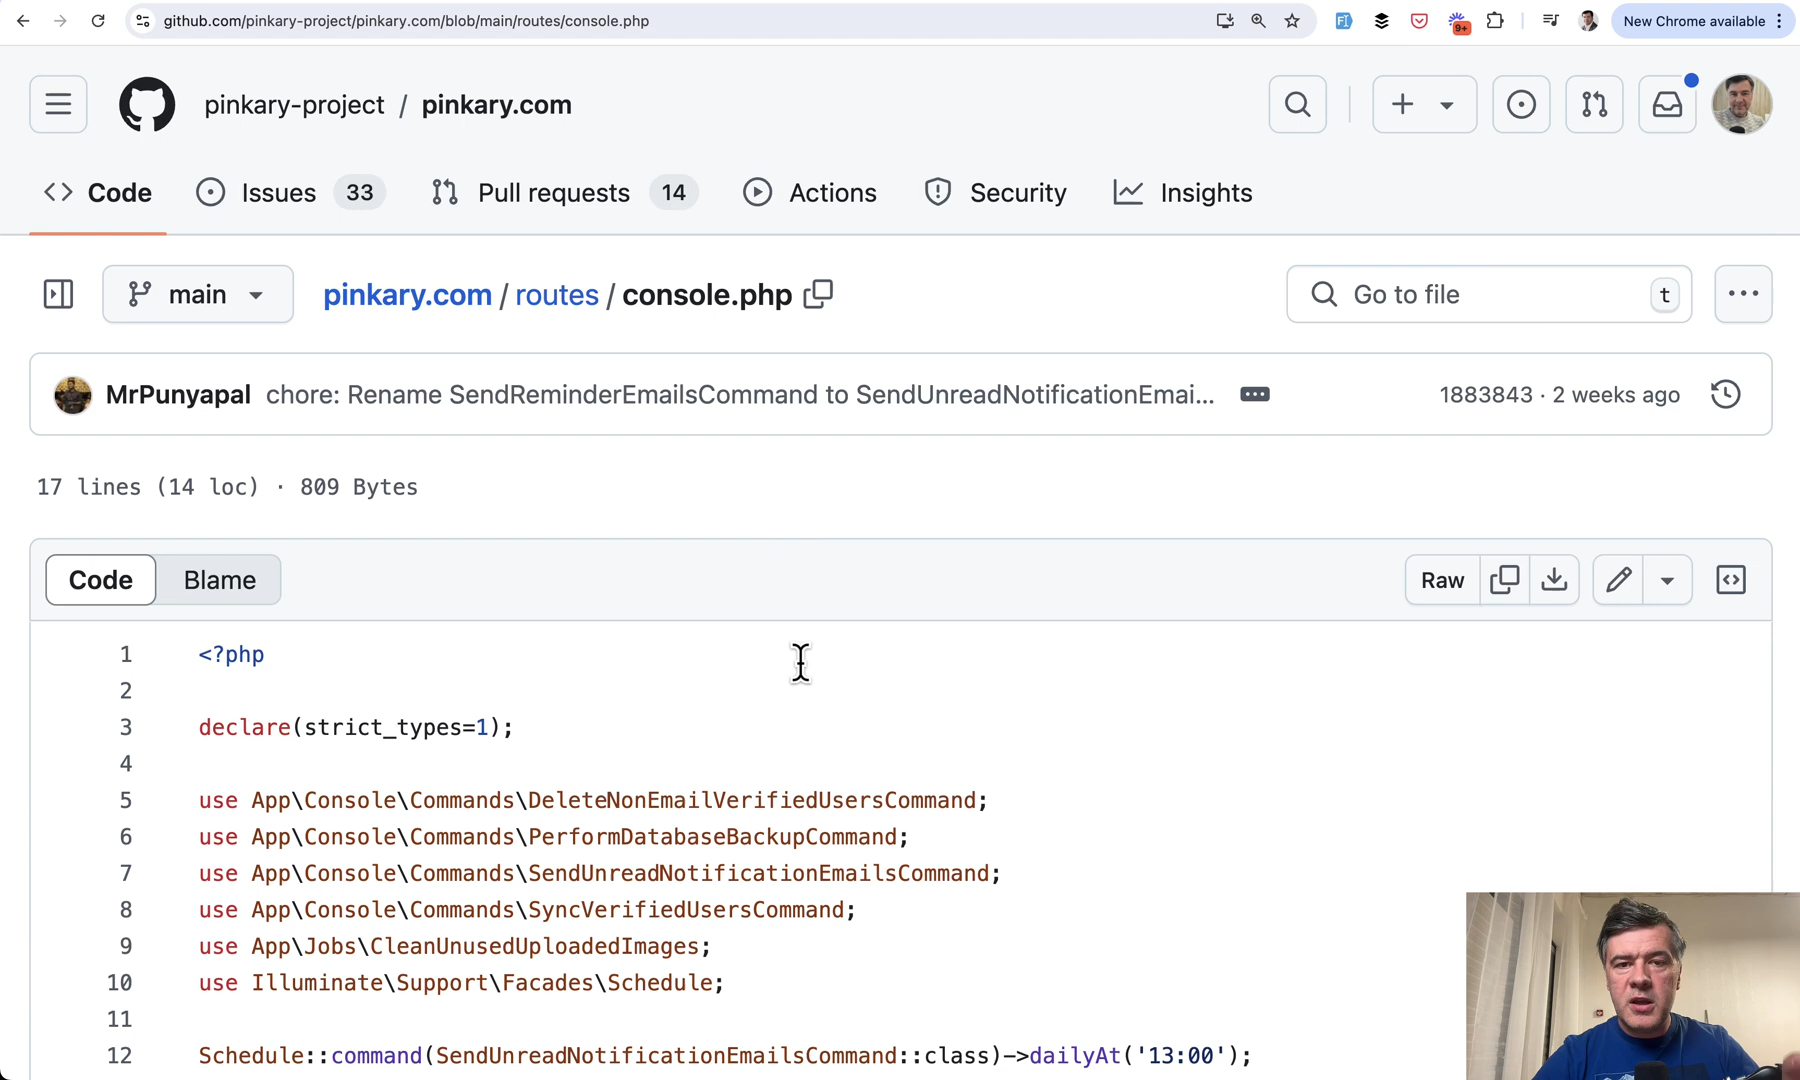 github.com/pinkary-project/pinkary.com/blob/main/routes/console.php
9+
New Chrome available
pinkary-project / pinkary.com
Code
Issues 33
Pull requests 14
Actions
Security
Insights
main
pinkary.com / routes / console.php
Go to file
t
MrPunyapal chore: Rename SendReminderEmailsCommand to SendUnreadNotificationEmai...
1883843 · 2 weeks ago
17 lines (14 loc) · 809 Bytes
Code
Blame
Raw
1 <?php
2
3 declare(strict_types=1);
4
5 use App\Console\Commands\DeleteNonEmailVerifiedUsersCommand;
6 use App\Console\Commands\PerformDatabaseBackupCommand;
7 use App\Console\Commands\SendUnreadNotificationEmailsCommand;
8 use App\Console\Commands\SyncVerifiedUsersCommand;
9 use App\Jobs\CleanUnusedUploadedImages;
10 use Illuminate\Support\Facades\Schedule;
11
12 Schedule::command(SendUnreadNotificationEmailsCommand::class)->dailyAt('13:00');